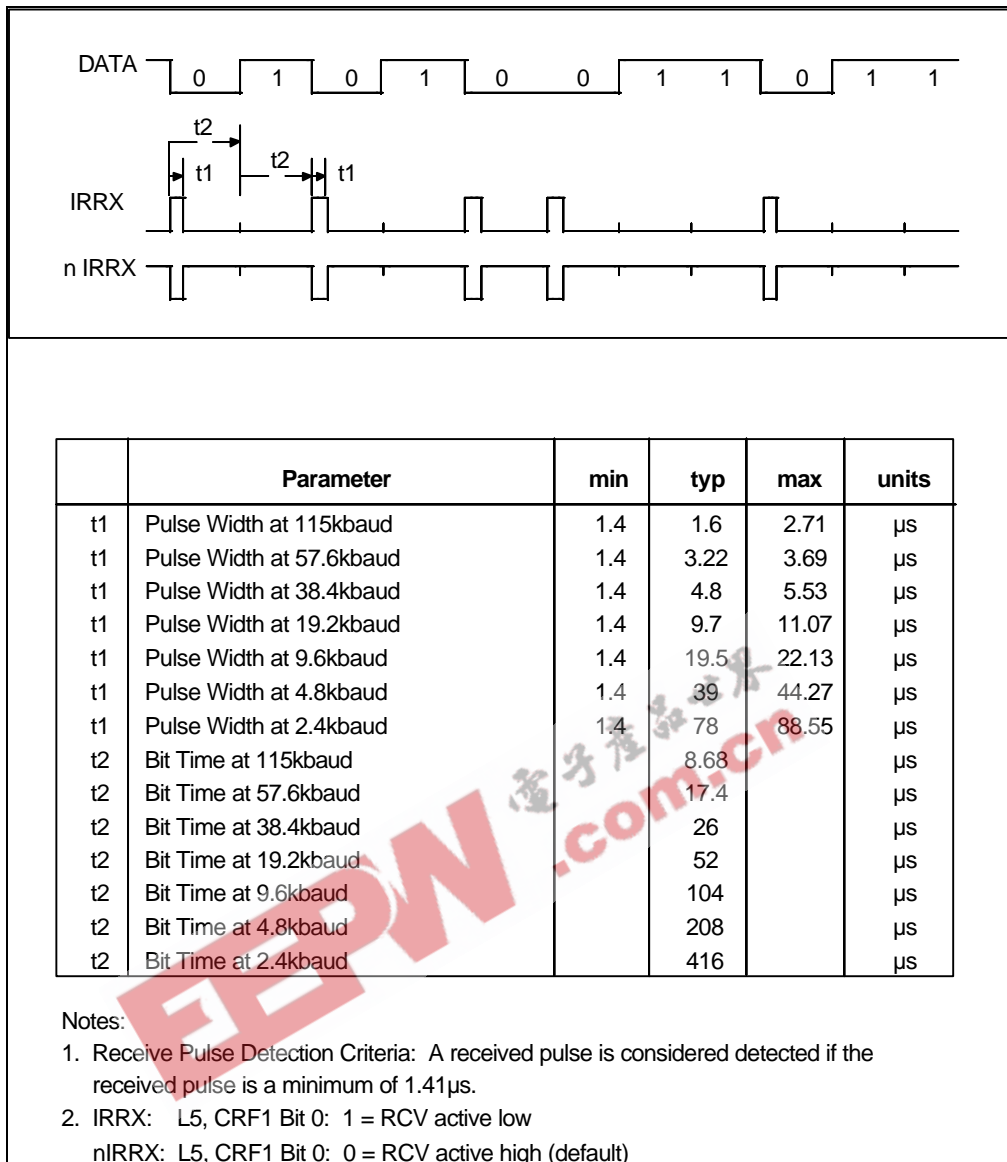 DATA 0 1 0 1 0 0 1 1 0 1 1
t2
t1 t2 t1
IRRX
n IRRX
Parameter min typ max units
t1 Pulse Width at 115kbaud 1.4 1.6 2.71 µs
t1 Pulse Width at 57.6kbaud 1.4 3.22 3.69 µs
t1 Pulse Width at 38.4kbaud 1.4 4.8 5.53 µs
t1 Pulse Width at 19.2kbaud 1.4 9.7 11.07 µs
t1 Pulse Width at 9.6kbaud 1.4 19.5 22.13 µs
t1 Pulse Width at 4.8kbaud 1.4 39 44.27 µs
t1 Pulse Width at 2.4kbaud 1.4 78 88.55 µs
t2 Bit Time at 115kbaud 8.68 µs
t2 Bit Time at 57.6kbaud 17.4 µs
t2 Bit Time at 38.4kbaud 26 µs
t2 Bit Time at 19.2kbaud 52 µs
t2 Bit Time at 9.6kbaud 104 µs
t2 Bit Time at 4.8kbaud 208 µs
t2 Bit Time at 2.4kbaud 416 µs
EEPW .com.cn
電子產品世界
Notes:
1. Receive Pulse Detection Criteria: A received pulse is considered detected if the
received pulse is a minimum of 1.41µs.
2. IRRX: L5, CRF1 Bit 0: 1 = RCV active low
nIRRX: L5, CRF1 Bit 0: 0 = RCV active high (default)